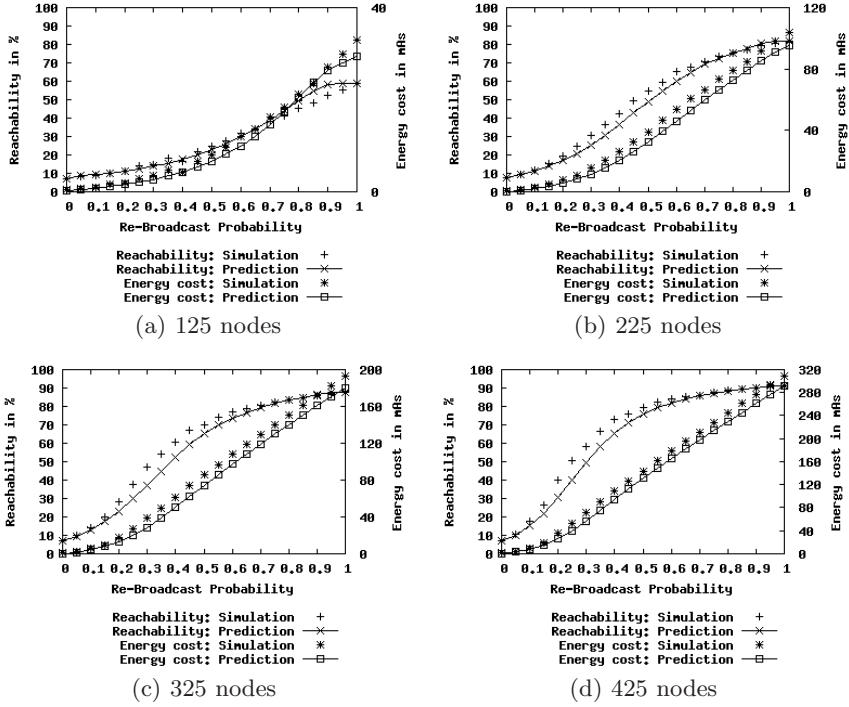 100
90
80
70
60
50
40
30
20
10
0
Reachability in %
40
0
Energy cost in mAs
0 0.1 0.2 0.3 0.4 0.5 0.6 0.7 0.8 0.9 1
Re-Broadcast Probability
Reachability: Simulation
Reachability: Prediction
Energy cost: Simulation
Energy cost: Prediction
(a) 125 nodes
100
90
80
70
60
50
40
30
20
10
0
Reachability in %
120
80
40
0
Energy cost in mAs
0 0.1 0.2 0.3 0.4 0.5 0.6 0.7 0.8 0.9 1
Re-Broadcast Probability
Reachability: Simulation
Reachability: Prediction
Energy cost: Simulation
Energy cost: Prediction
(b) 225 nodes
100
90
80
70
60
50
40
30
20
10
0
Reachability in %
200
160
120
80
40
0
Energy cost in mAs
0 0.1 0.2 0.3 0.4 0.5 0.6 0.7 0.8 0.9 1
Re-Broadcast Probability
Reachability: Simulation
Reachability: Prediction
Energy cost: Simulation
Energy cost: Prediction
(c) 325 nodes
100
90
80
70
60
50
40
30
20
10
0
Reachability in %
320
280
240
200
160
120
80
40
0
Energy cost in mAs
0 0.1 0.2 0.3 0.4 0.5 0.6 0.7 0.8 0.9 1
Re-Broadcast Probability
Reachability: Simulation
Reachability: Prediction
Energy cost: Simulation
Energy cost: Prediction
(d) 425 nodes